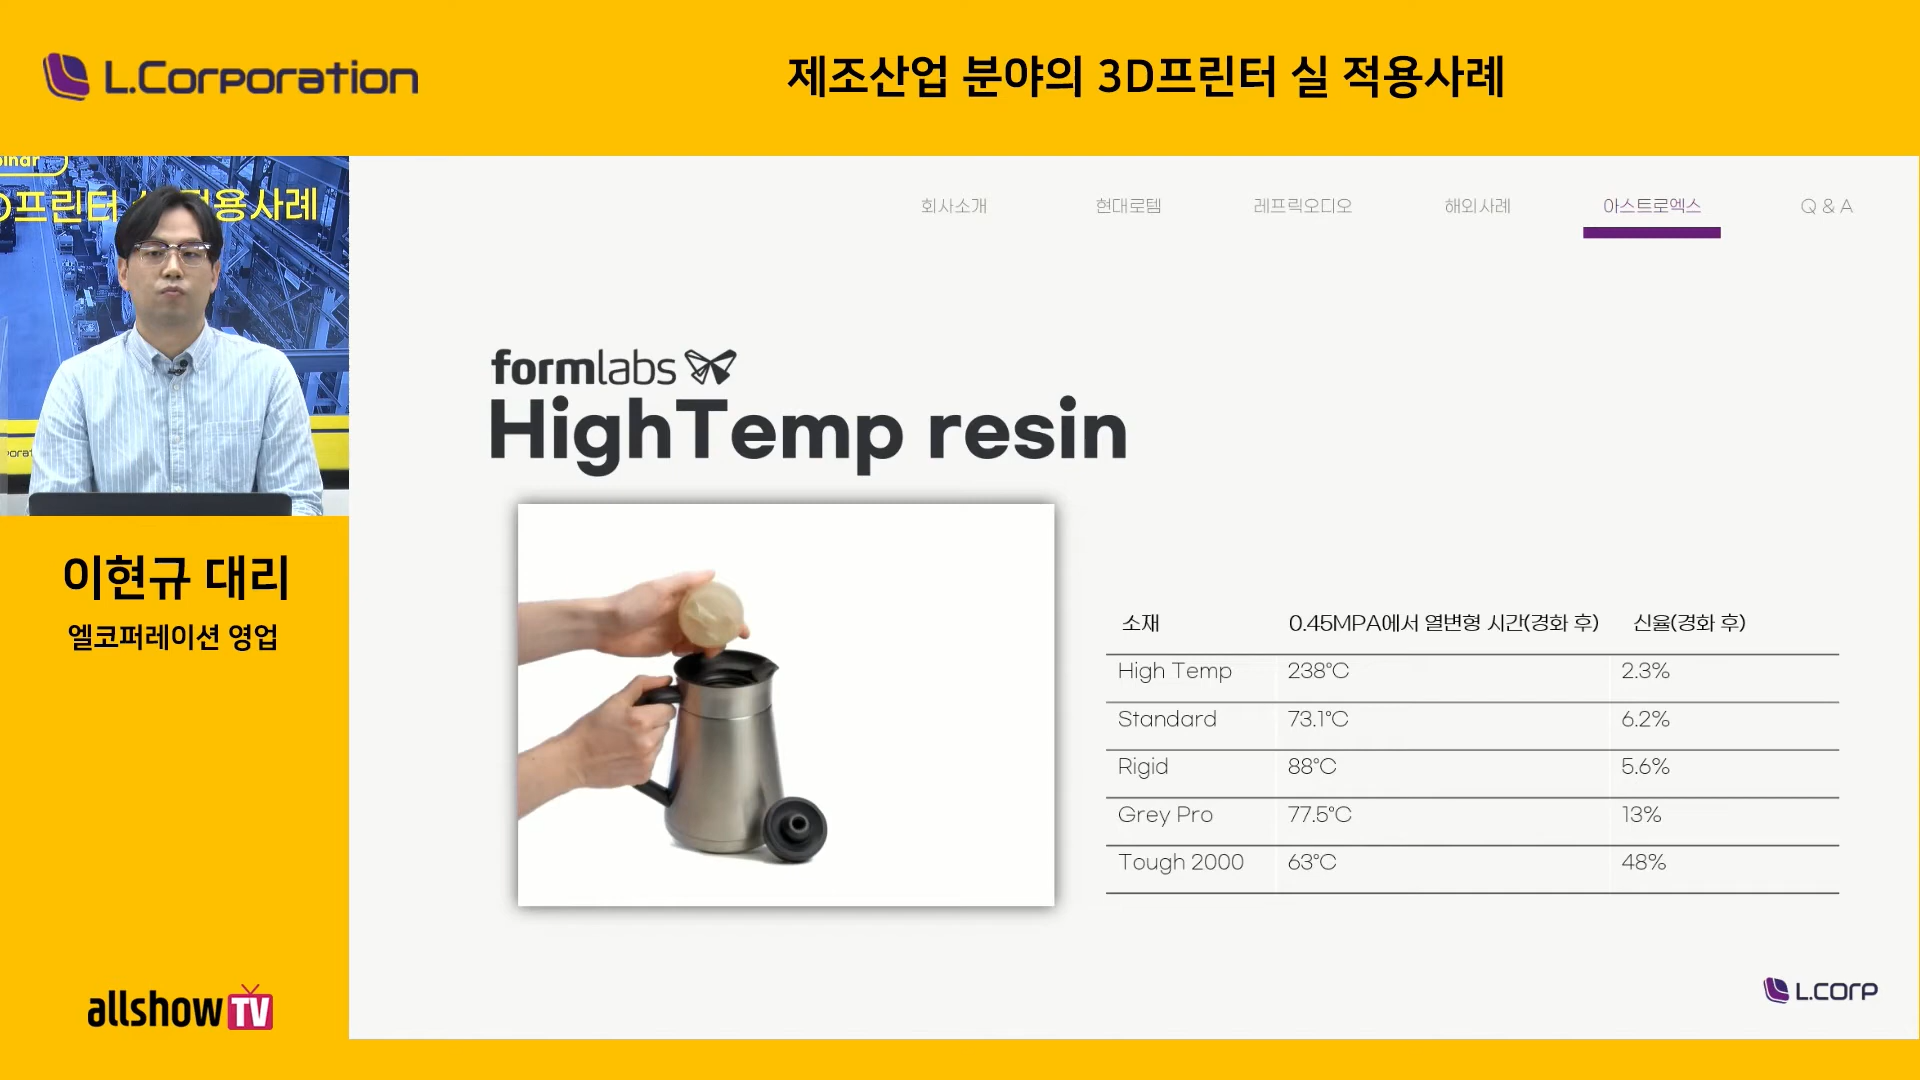 L.Corporation
제조산업 분야의 3D프린터 실 적용사례
회사소개
현대로템
레프릭오디오
해외사례
아스트로엑스
Q & A
formlabs
HighTemp resin
소재 0.45MPA에서 열변형 시간(경화 후) 신율(경화 후)
High Temp 238°C 2.3%
Standard 73.1°C 6.2%
Rigid 88°C 5.6%
Grey Pro 77.5°C 13%
Tough 2000 63°C 48%
이현규 대리
엘코퍼레이션 영업
allshowTV
L.CORP